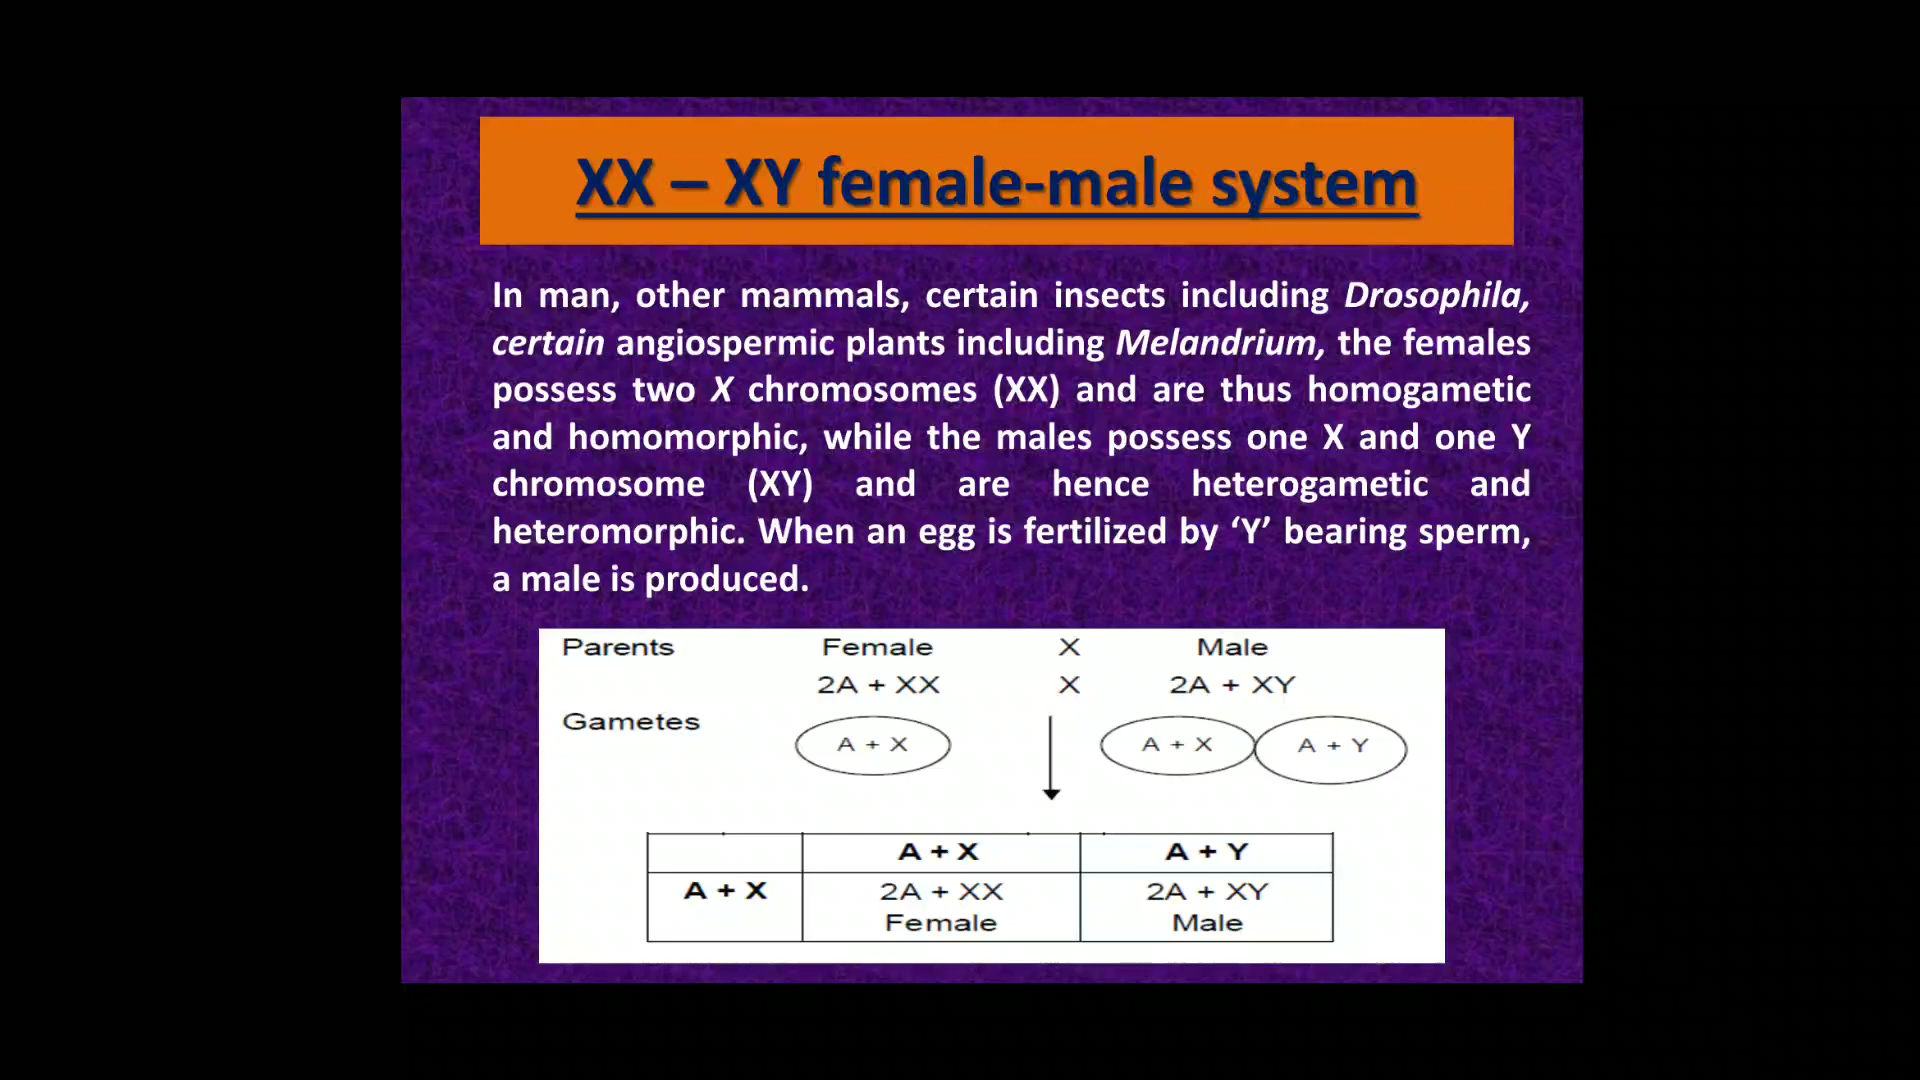 XX – XY female-male system
In man, other mammals, certain insects including Drosophila,
certain angiospermic plants including Melandrium, the females
possess two X chromosomes (XX) and are thus homogametic
and homomorphic, while the males possess one X and one Y
chromosome (XY) and are hence heterogametic and
heteromorphic. When an egg is fertilized by ‘Y’ bearing sperm,
a male is produced.
Parents Female X Male
2A + XX X 2A + XY
Gametes
A + X A + X A + Y
A + X A + Y
A + X 2A + XX 2A + XY
Female Male